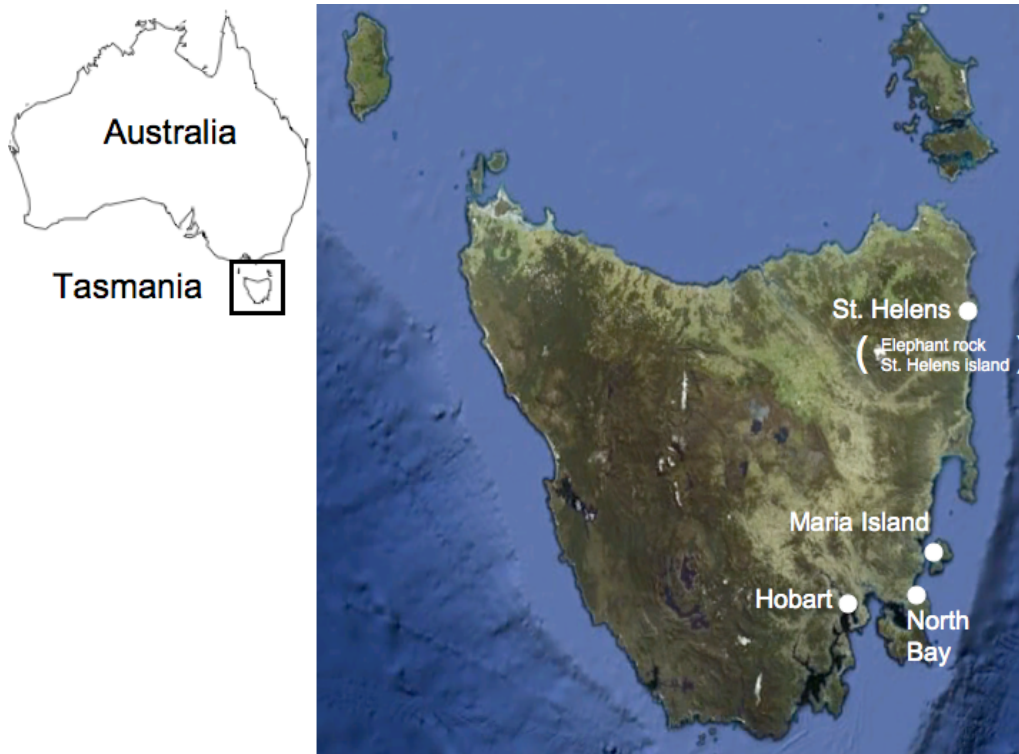 Australia
Tasmania
St. Helens
( Elephant rock
St. Helens island )
Maria Island
Hobart
North
Bay